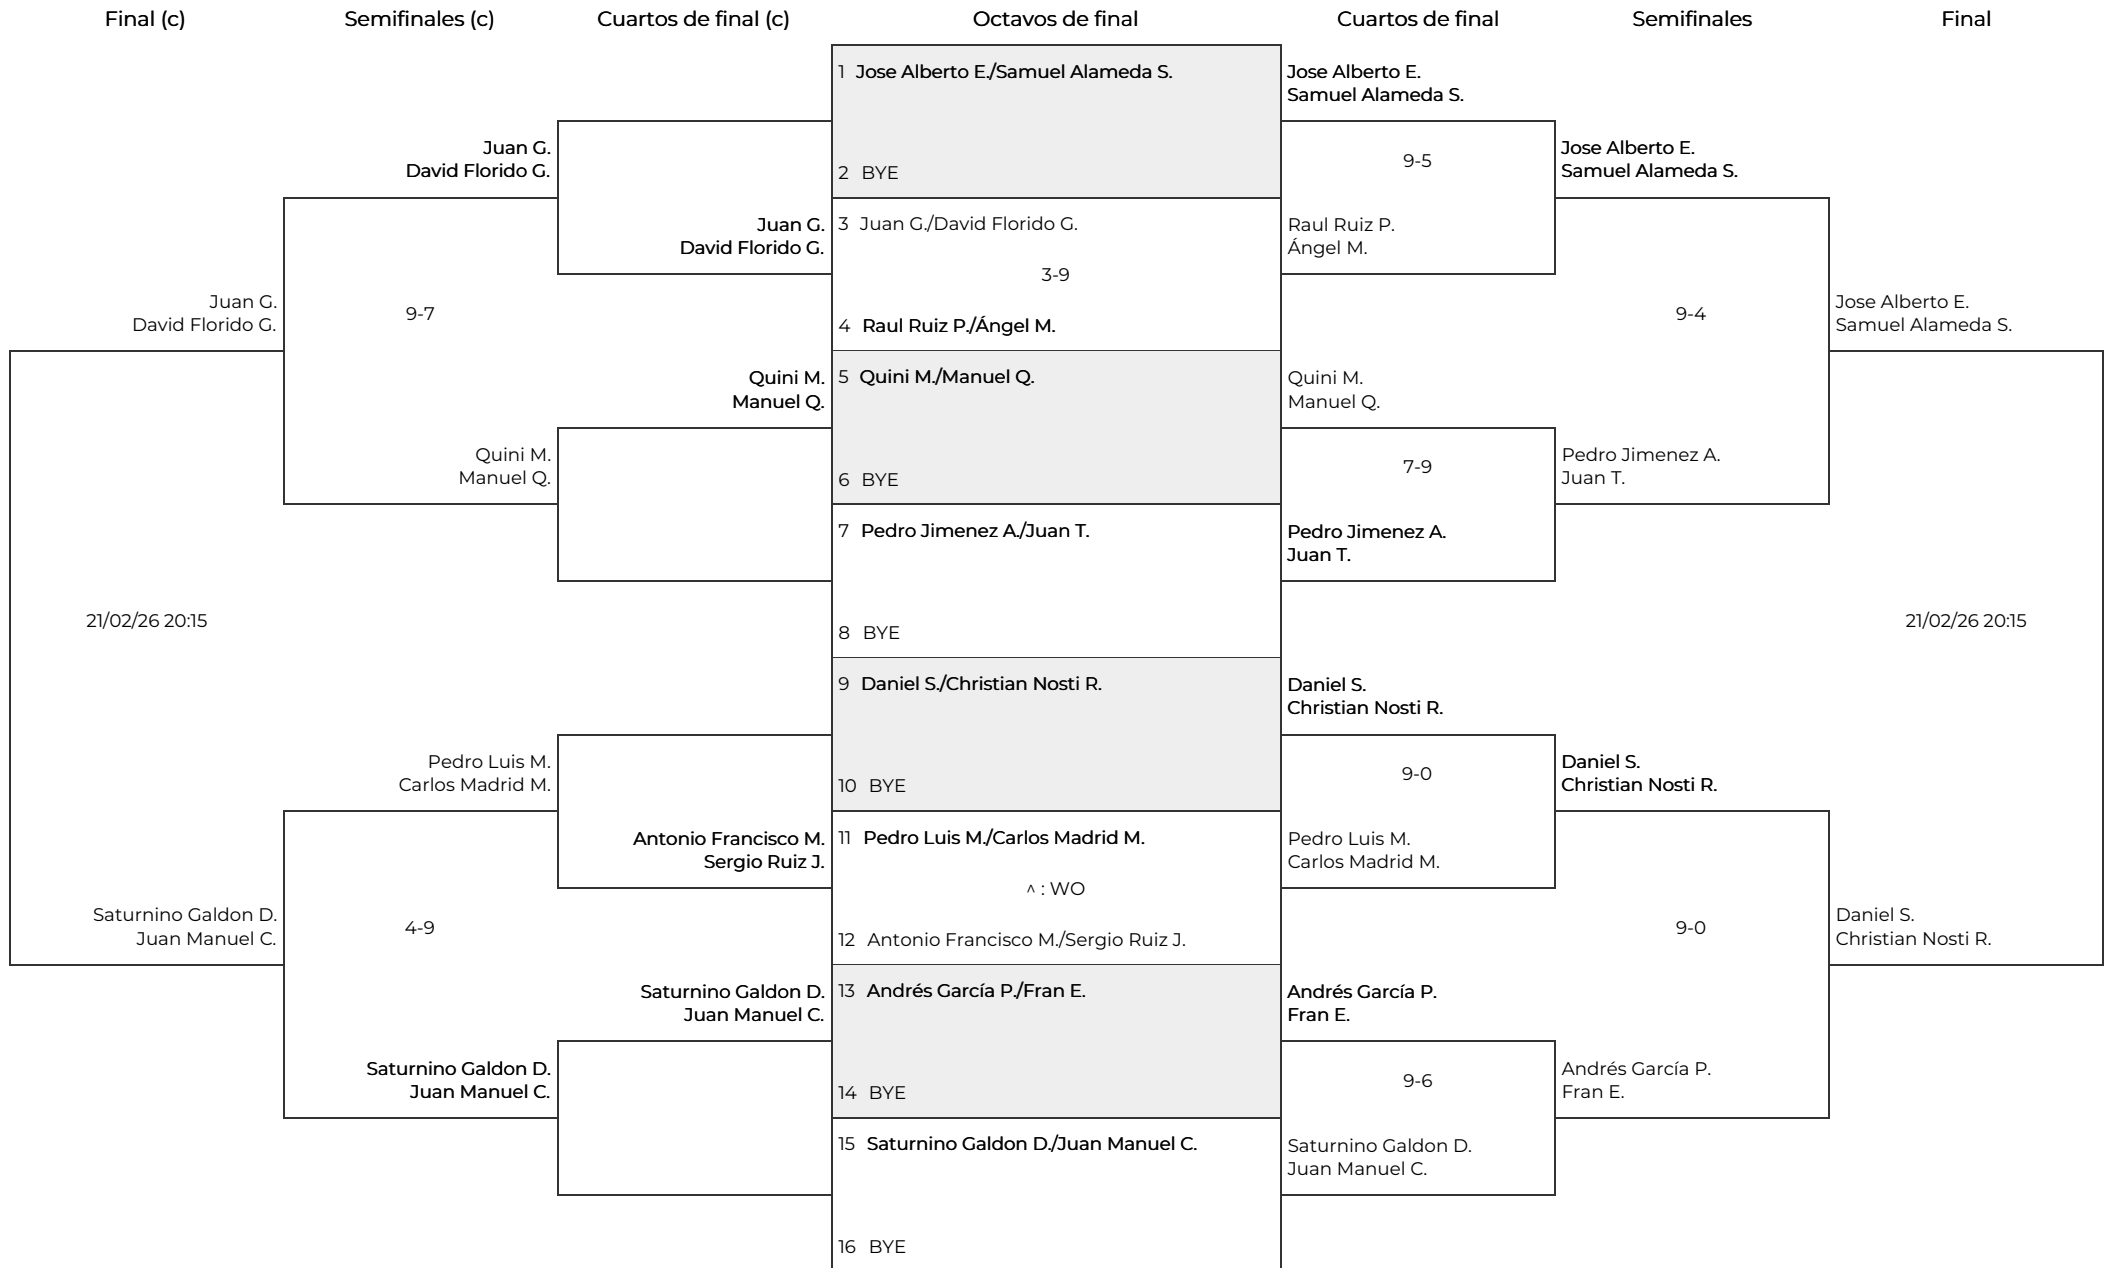 Final (c)
Semifinales (c)
Cuartos de final (c)
Octavos de final
Cuartos de final
Semifinales
Final
Juan G.
David Florido G.
21/02/26 20:15
Saturnino Galdon D.
Juan Manuel C.
Juan G.
David Florido G.
9-7
Quini M.
Manuel Q.
Pedro Luis M.
Carlos Madrid M.
4-9
Saturnino Galdon D.
Juan Manuel C.
Juan G.
David Florido G.
Quini M.
Manuel Q.
Antonio Francisco M.
Sergio Ruiz J.
Saturnino Galdon D.
Juan Manuel C.
1 Jose Alberto E./Samuel Alameda S.
2 BYE
3 Juan G./David Florido G.
3-9
4 Raul Ruiz P./Ángel M.
5 Quini M./Manuel Q.
6 BYE
7 Pedro Jimenez A./Juan T.
8 BYE
9 Daniel S./Christian Nosti R.
10 BYE
11 Pedro Luis M./Carlos Madrid M.
^ : WO
12 Antonio Francisco M./Sergio Ruiz J.
13 Andrés García P./Fran E.
14 BYE
15 Saturnino Galdon D./Juan Manuel C.
16 BYE
Jose Alberto E.
Samuel Alameda S.
9-5
Raul Ruiz P.
Ángel M.
Quini M.
Manuel Q.
7-9
Pedro Jimenez A.
Juan T.
Daniel S.
Christian Nosti R.
9-0
Pedro Luis M.
Carlos Madrid M.
Andrés García P.
Fran E.
9-6
Saturnino Galdon D.
Juan Manuel C.
Jose Alberto E.
Samuel Alameda S.
9-4
Pedro Jimenez A.
Juan T.
Daniel S.
Christian Nosti R.
9-0
Andrés García P.
Fran E.
Jose Alberto E.
Samuel Alameda S.
21/02/26 20:15
Daniel S.
Christian Nosti R.